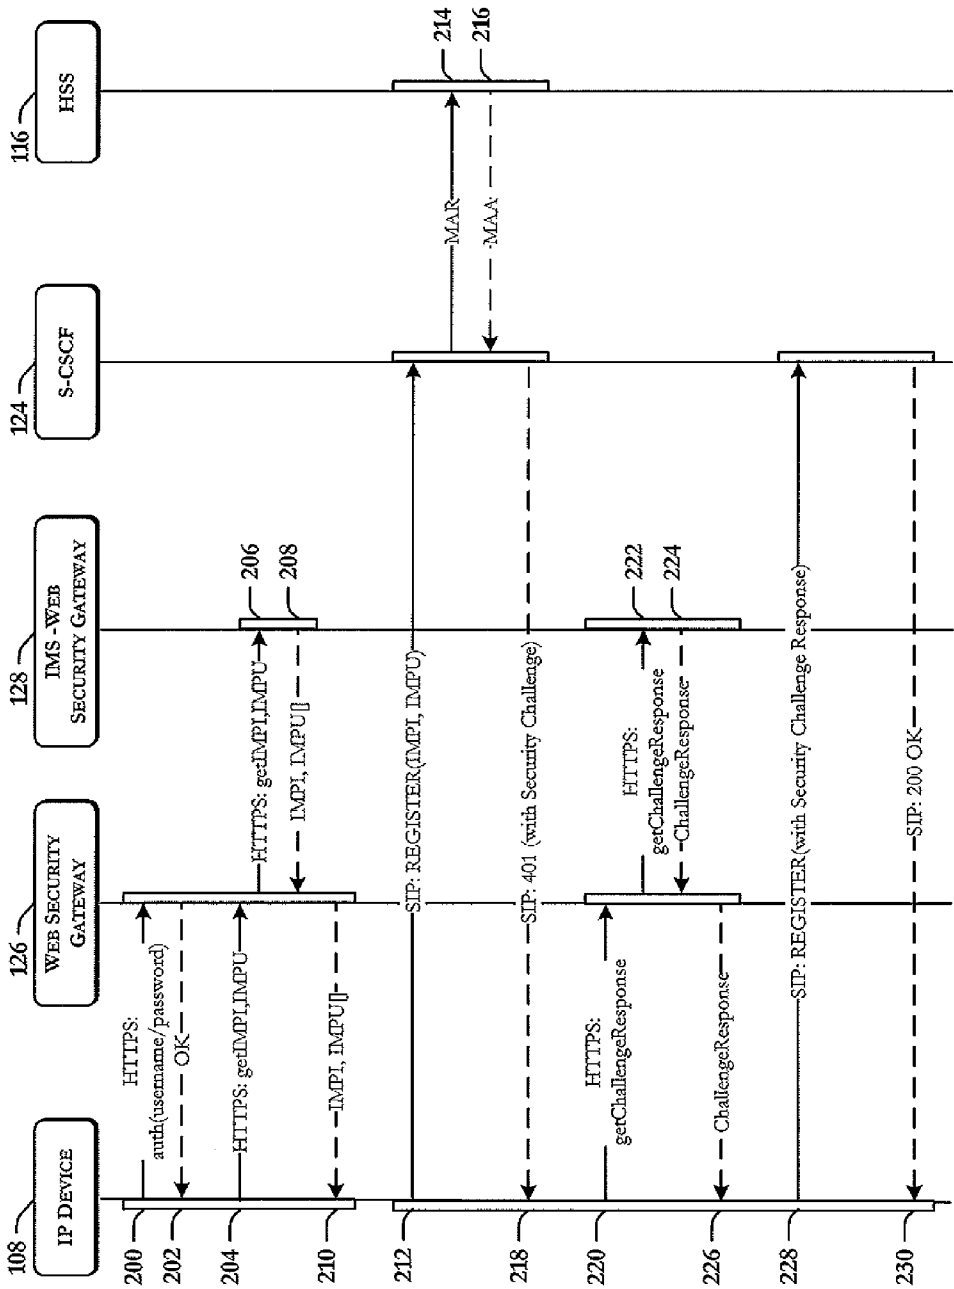 108
IP DEVICE
126
WEB SECURITY
GATEWAY
128
IMS -WEB
SECURITY GATEWAY
124
S-CSCF
116
HSS
200
HTTPS:
auth(username/password)
202
OK
204
HTTPS: getIMPI,IMPU
HTTPS: getIMPI,IMPU
206
IMPI, IMPU[]
208
210
IMPI, IMPU[]
212
SIP: REGISTER(IMPI, IMPU)
MAR
214
-MAA
216
218
SIP: 401 (with Security Challenge)
220
HTTPS:
getChallengeResponse
HTTPS:
getChallengeResponse
222
ChallengeResponse
224
226
ChallengeResponse
228
SIP: REGISTER(with Security Challenge Response)
230
SIP: 200 OK